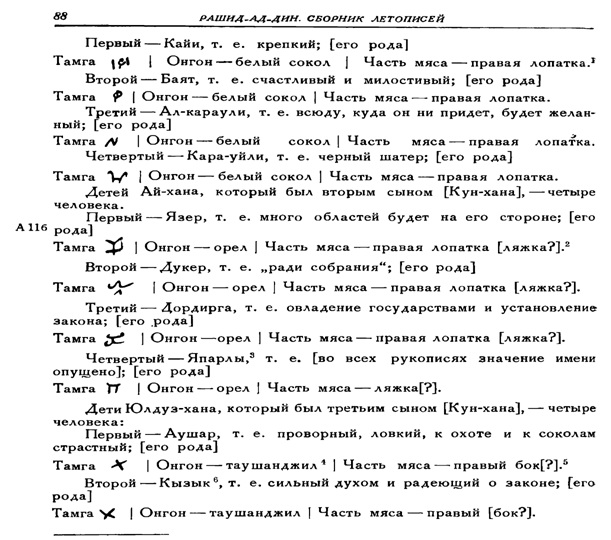 88 РАШИД-АД-ДИН. СБОРНИК ЛЕТОПИСЕЙ
Первый — Кайи, т. е. крепкий; [его рода]
Тамга | Онгон — белый сокол | Часть мяса — правая лопатка.¹
Второй — Баят, т. е. счастливый и милостивый; [его рода]
Тамга | Онгон — белый сокол | Часть мяса — правая лопатка.
Третий — Ал-караули, т. е. всюду, куда он ни придет, будет желан-
ный; [его рода]
Тамга | Онгон — белый сокол | Часть мяса — правая лопатка.
Четвертый — Кара-уйли, т. е. черный шатер; [его рода]
Тамга | Онгон — белый сокол | Часть мяса — правая лопатка.
Детей Ай-хана, который был вторым сыном [Кун-хана], — четыре
человека.
Первый — Язер, т. е. много областей будет на его стороне; [его
А 116 рода]
Тамга | Онгон — орел | Часть мяса — правая лопатка [ляжка?].²
Второй — Дукер, т. е. „ради собрания“; [его рода]
Тамга | Онгон — орел | Часть мяса — правая лопатка [ляжка?].
Третий — Дордирга, т. е. овладение государствами и установление
закона; [его рода]
Тамга | Онгон — орел | Часть мяса — правая лопатка [ляжка?].
Четвертый — Япарлы,³ т. е. [во всех рукописях значение имени
опущено]; [его рода]
Тамга | Онгон — орел | Часть мяса — ляжка[?].
Дети Юлдуз-хана, который был третьим сыном [Кун-хана], — четыре
человека:
Первый — Аушар, т. е. проворный, ловкий, к охоте и к соколам
страстный; [его рода]
Тамга | Онгон — таушанджил⁴ | Часть мяса — правый бок[?].⁵
Второй — Кызык⁶, т. е. сильный духом и радеющий о законе; [его
рода]
Тамга | Онгон — таушанджил | Часть мяса — правый [бок?].